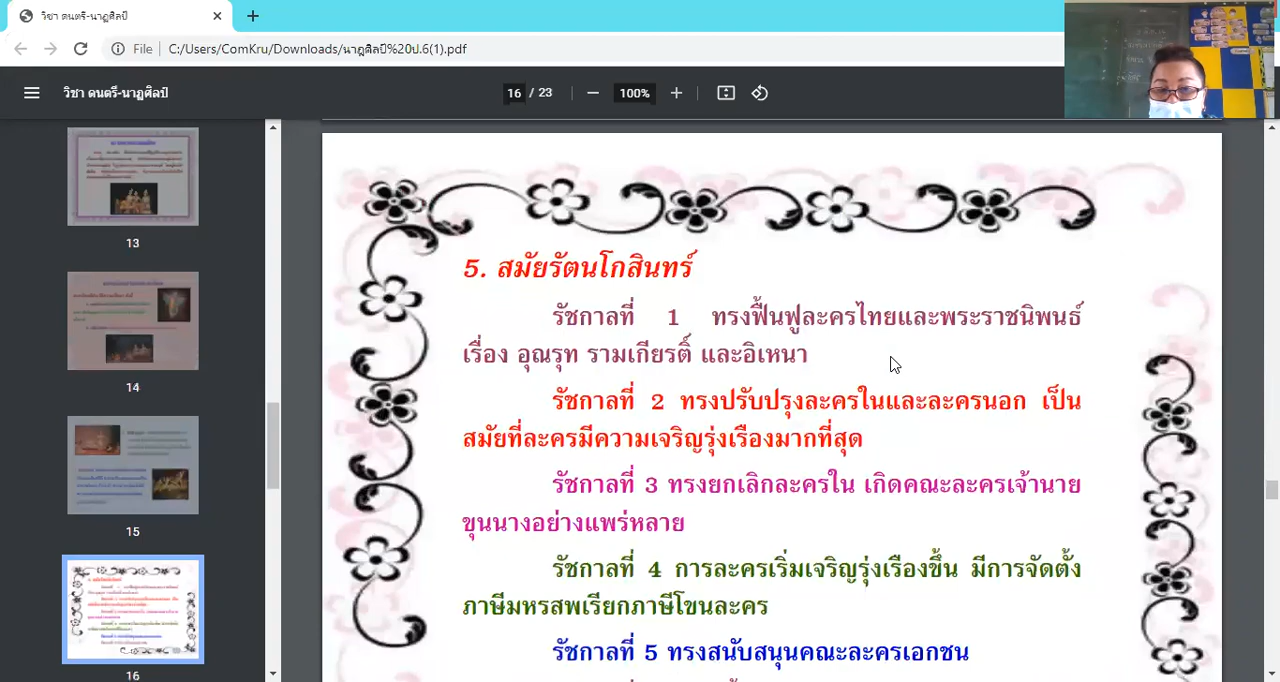 วิชา ดนตรี-นาฏศิลป์
File C:/Users/ComKru/Downloads/นาฏศิลป์%20ป.6(1).pdf
วิชา ดนตรี-นาฏศิลป์
16 / 23
100%
13
14
15
16
5. สมัยรัตนโกสินทร์
รัชกาลที่ 1 ทรงฟื้นฟูละครไทยและพระราชนิพนธ์
เรื่อง อุณรุท รามเกียรติ์ และอิเหนา
รัชกาลที่ 2 ทรงปรับปรุงละครในและละครนอก เป็น
สมัยที่ละครมีความเจริญรุ่งเรืองมากที่สุด
รัชกาลที่ 3 ทรงยกเลิกละครใน เกิดคณะละครเจ้านาย
ขุนนางอย่างแพร่หลาย
รัชกาลที่ 4 การละครเริ่มเจริญรุ่งเรืองขึ้น มีการจัดตั้ง
ภาษีมหรสพเรียกภาษีโขนละคร
รัชกาลที่ 5 ทรงสนับสนุนคณะละครเอกชน